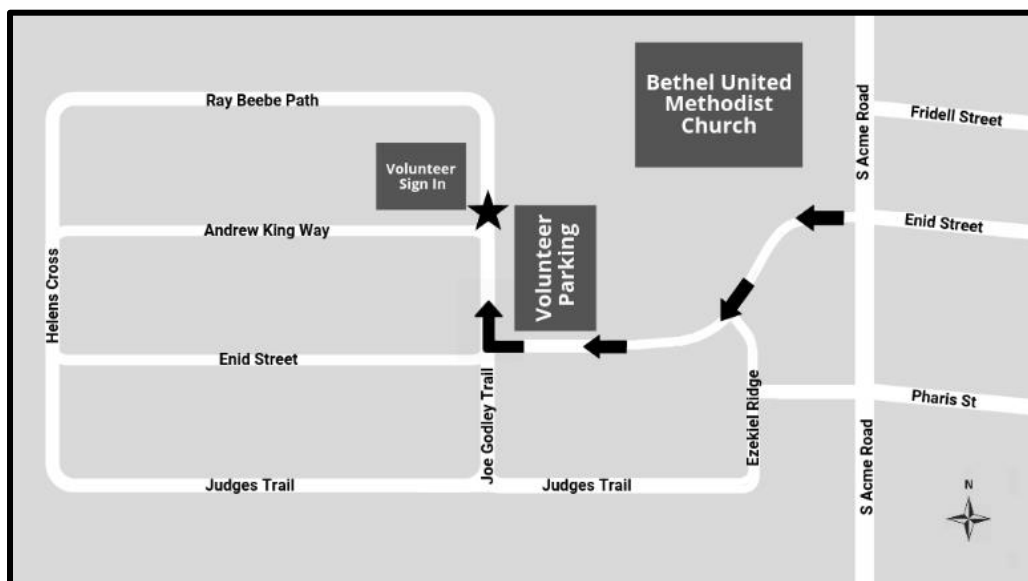 Bethel United
Methodist
Church
Ray Beebe Path
S Acme Road
Fridell Street
Volunteer
Sign In
Andrew King Way
Volunteer
Parking
Enid Street
Helens Cross
Enid Street
Joe Godley Trail
Ezekiel Ridge
Pharis St
Judges Trail
Judges Trail
S Acme Road
N